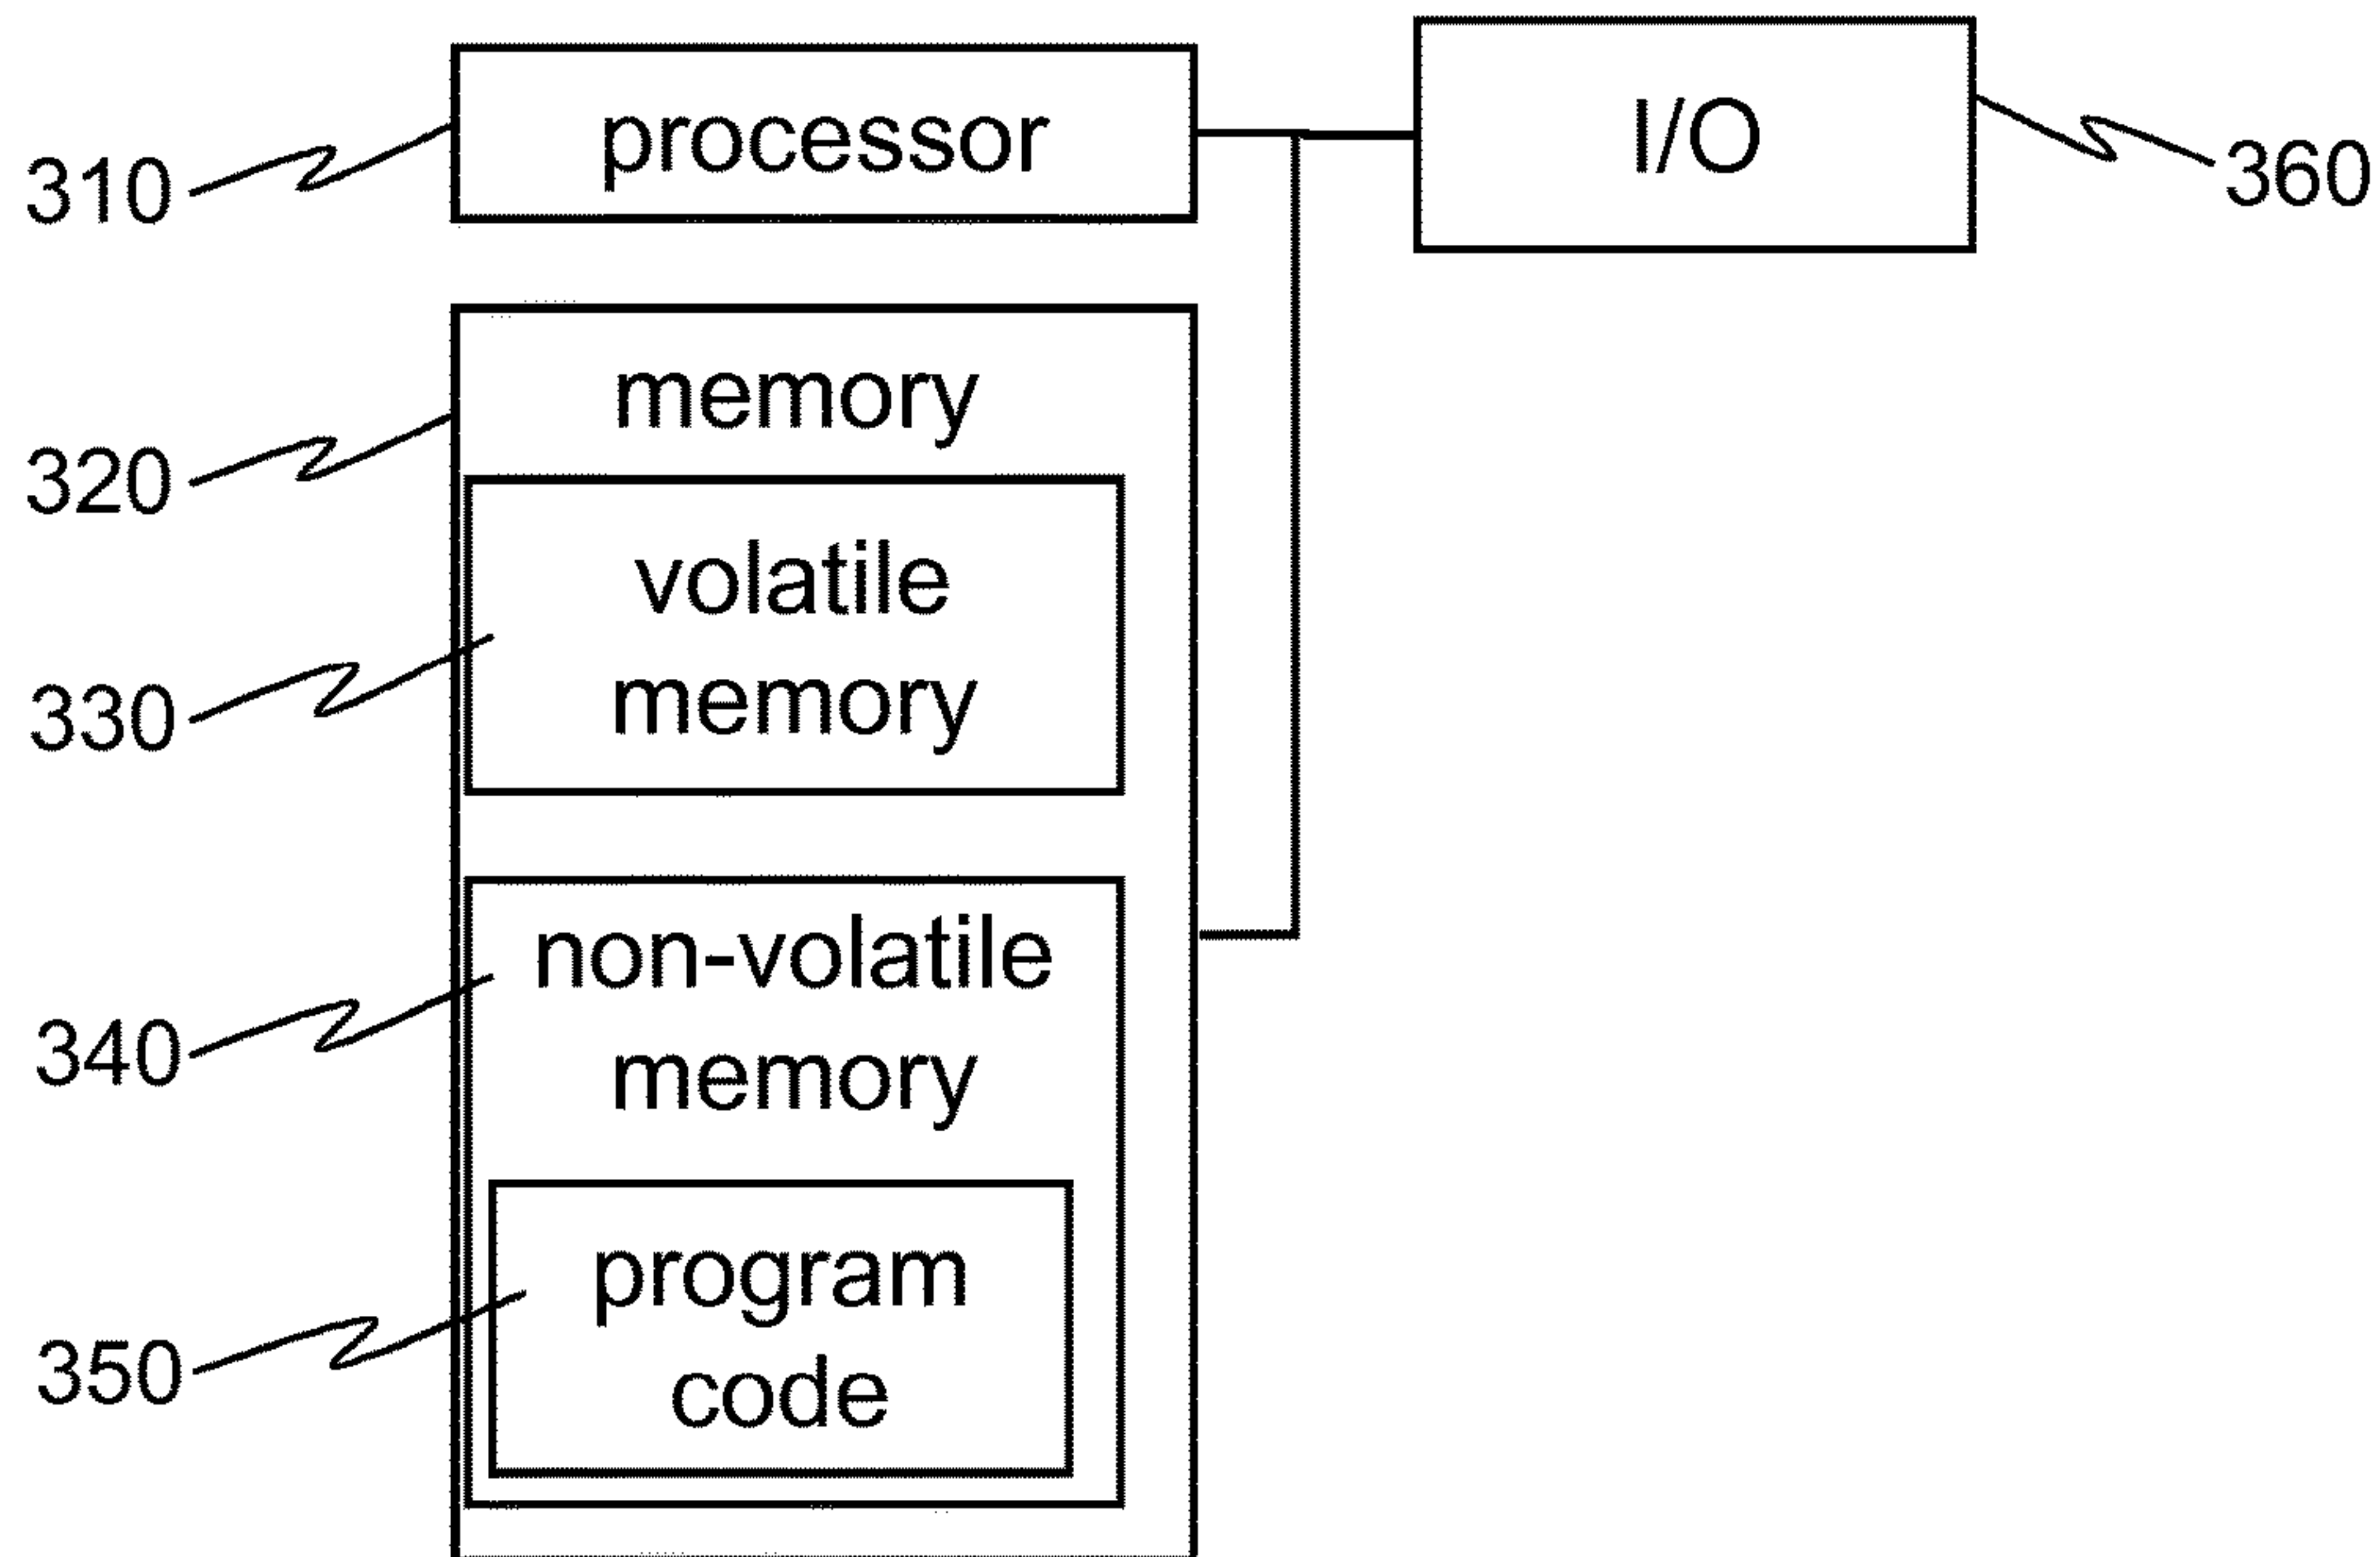 processor
I/O
310
360
memory
320
volatile
memory
330
non-volatile
memory
340
program
code
350